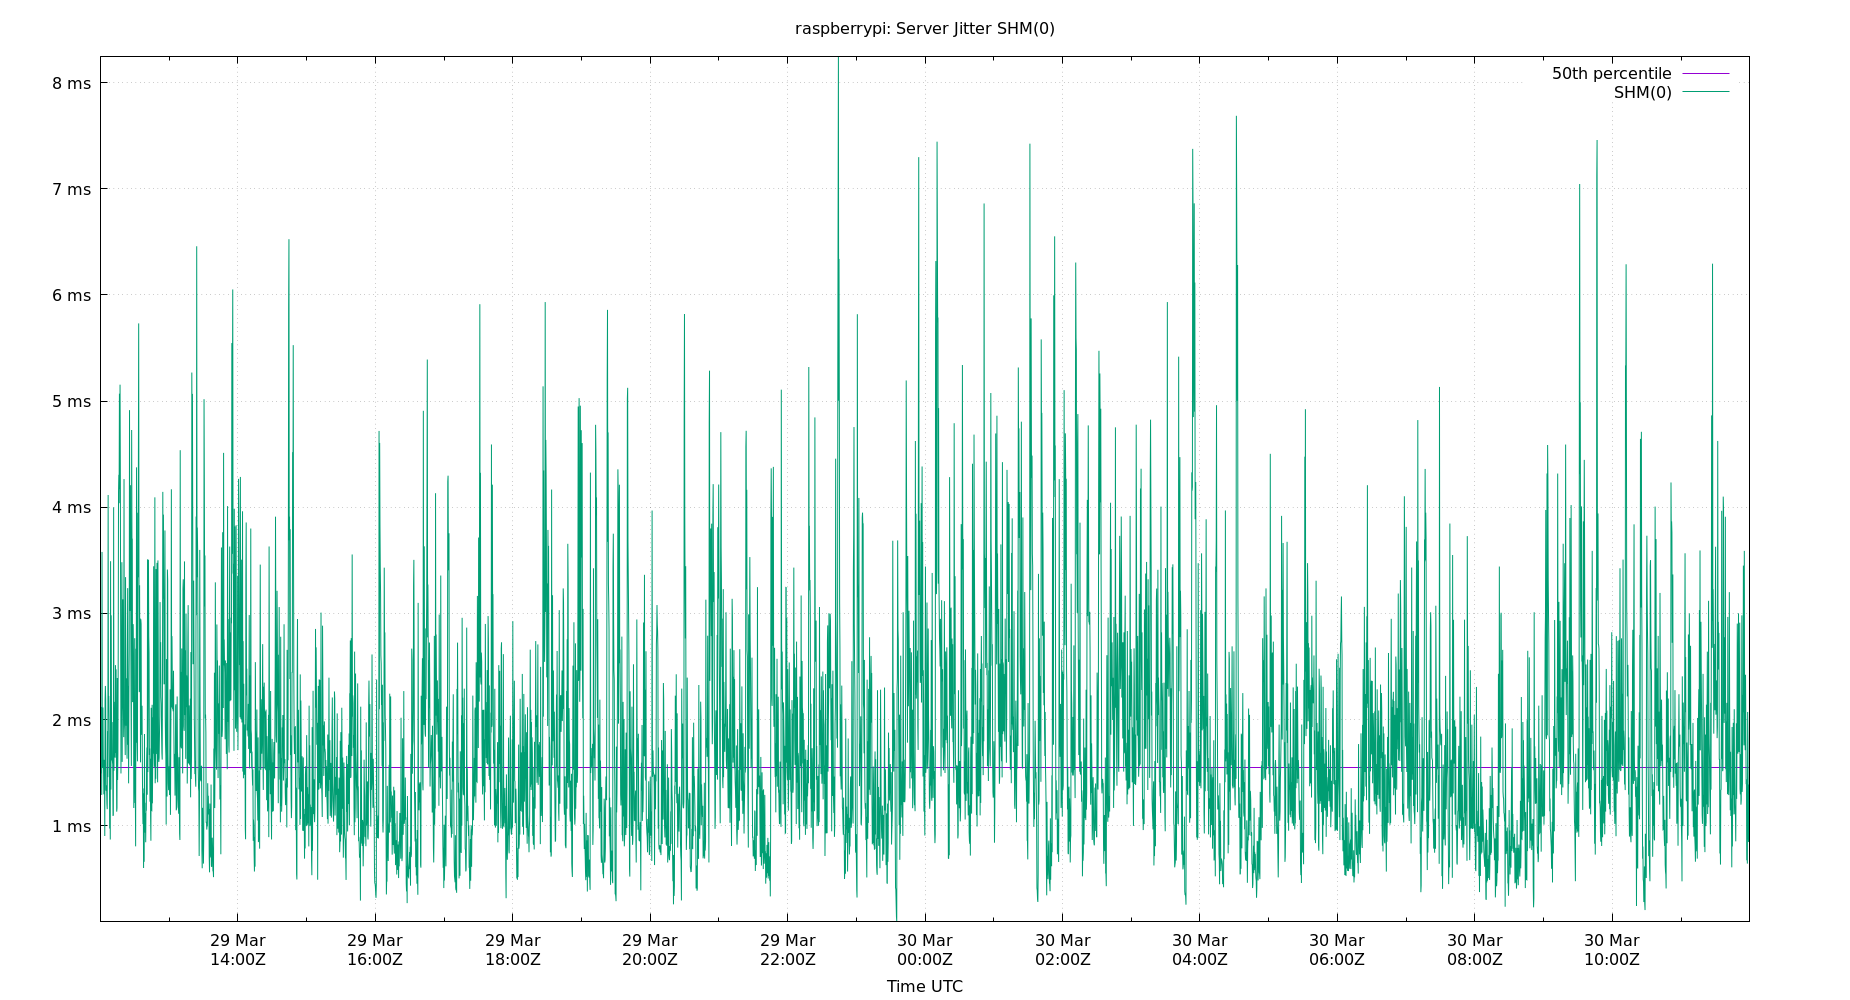 raspberrypi: Server Jitter SHM(0)
50th percentile
SHM(0)
8 ms
7 ms
6 ms
5 ms
4 ms
3 ms
2 ms
1 ms
29 Mar 29 Mar 29 Mar 29 Mar 29 Mar 30 Mar 30 Mar 30 Mar 30 Mar 30 Mar 30 Mar
14:00Z 16:00Z 18:00Z 20:00Z 22:00Z 00:00Z 02:00Z 04:00Z 06:00Z 08:00Z 10:00Z
Time UTC